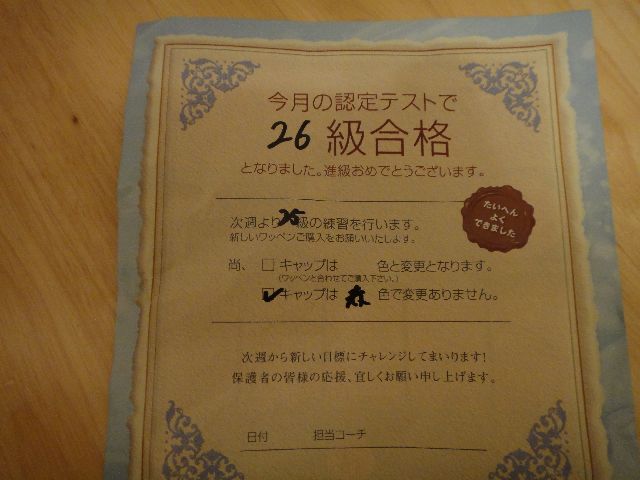 今月の認定テストで
26 級合格
となりました。進級おめでとうございます。
たいへん
よく
できました
次週より25級の練習を行います。
新しいワッペンご購入をお願いいたします。
尚、□キャップは 色と変更となります。
(ワッペンと合わせてご購入下さい。)
☑キャップは 赤 色で変更ありません。
次週から新しい目標にチャレンジしてまいります!
保護者の皆様の応援、宜しくお願い申し上げます。
日付 担当コーチ